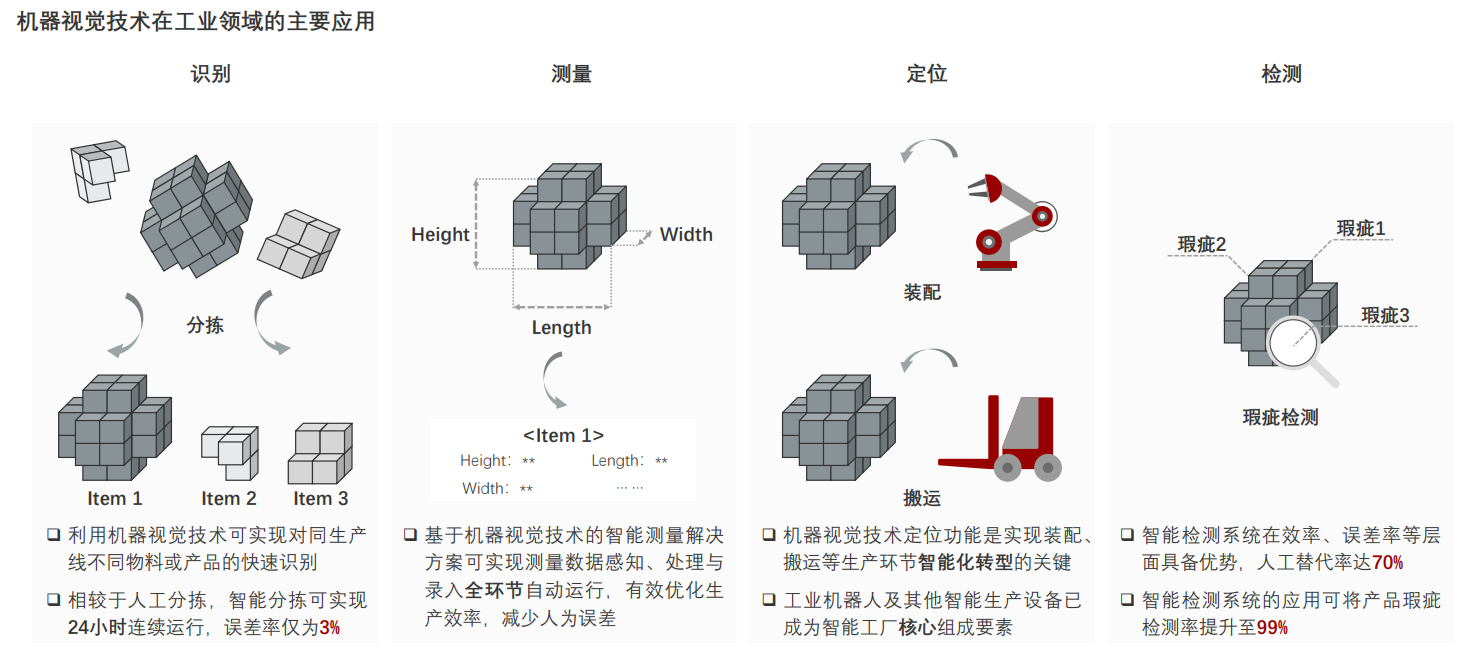 机器视觉技术在工业领域的主要应用
识别
分拣
Item 1
Item 2
Item 3
❑ 利用机器视觉技术可实现对同生产
线不同物料或产品的快速识别
❑ 相较于人工分拣，智能分拣可实现
24小时连续运行，误差率仅为3%
测量
Height
Width
Length
<Item 1>
Height： **
Length： **
Width： **
… …
❑ 基于机器视觉技术的智能测量解决
方案可实现测量数据感知、处理与
录入全环节自动运行，有效优化生
产效率，减少人为误差
定位
装配
搬运
❑ 机器视觉技术定位功能是实现装配、
搬运等生产环节智能化转型的关键
❑ 工业机器人及其他智能生产设备已
成为智能工厂核心组成要素
检测
瑕疵1
瑕疵2
瑕疵3
瑕疵检测
❑ 智能检测系统在效率、误差率等层
面具备优势，人工替代率达70%
❑ 智能检测系统的应用可将产品瑕疵
检测率提升至99%